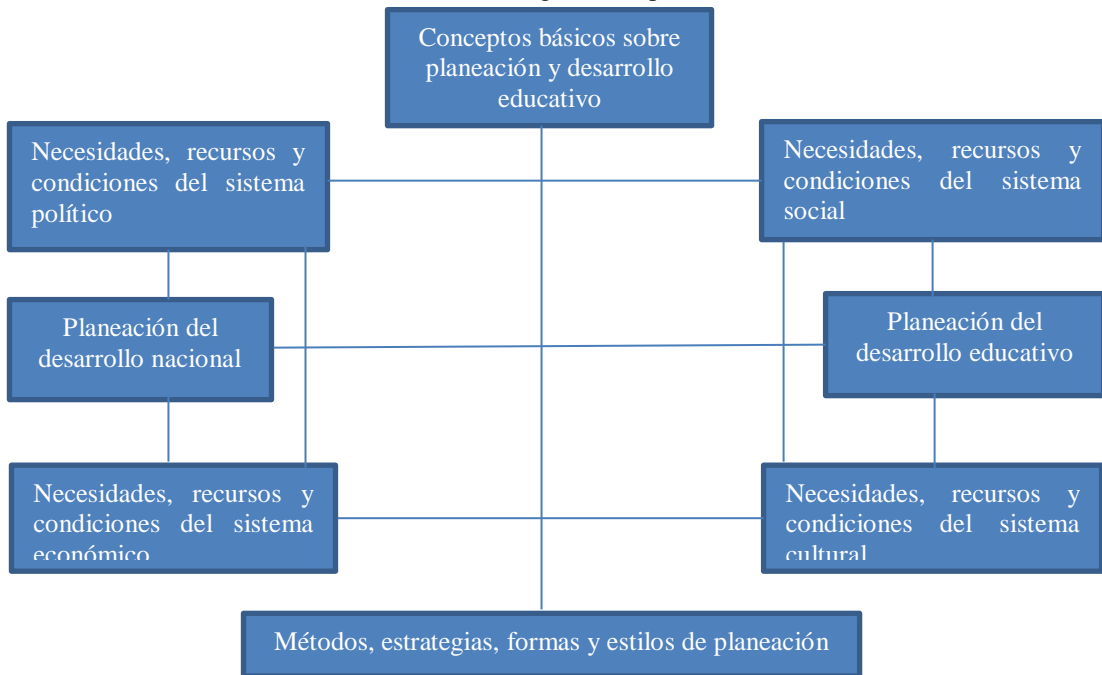 Conceptos básicos sobre
planeación y desarrollo
educativo
Necesidades, recursos y
condiciones del sistema
político
Necesidades, recursos y
condiciones del sistema
social
Planeación del
desarrollo nacional
Planeación del
desarrollo educativo
Necesidades, recursos y
condiciones del sistema
económico
Necesidades, recursos y
condiciones del sistema
cultural
Métodos, estrategias, formas y estilos de planeación